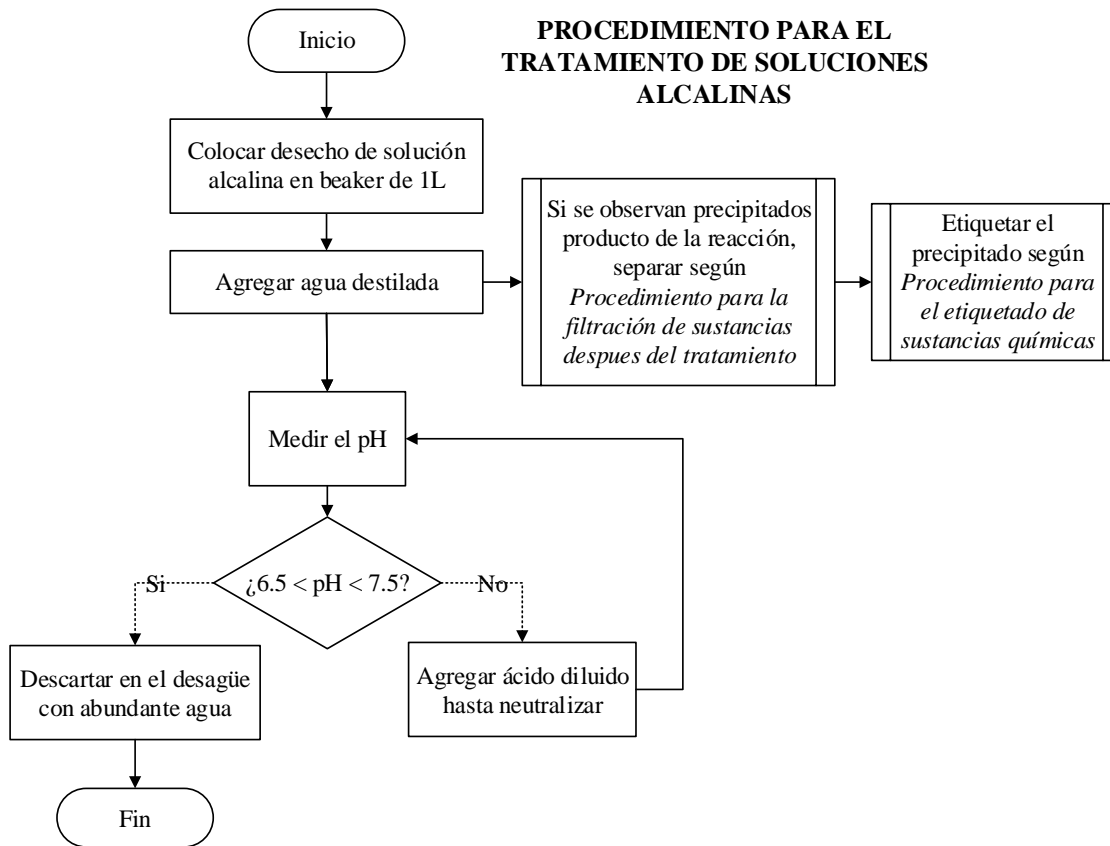 Inicio
PROCEDIMIENTO PARA EL
TRATAMIENTO DE SOLUCIONES
ALCALINAS
Colocar desecho de solución
alcalina en beaker de 1L
Agregar agua destilada
Si se observan precipitados
producto de la reacción,
separar según
Procedimiento para la
filtración de sustancias
despues del tratamiento
Etiquetar el
precipitado según
Procedimiento para
el etiquetado de
sustancias químicas
Medir el pH
¿6.5 < pH < 7.5?
Si
No
Descartar en el desagüe
con abundante agua
Agregar ácido diluido
hasta neutralizar
Fin